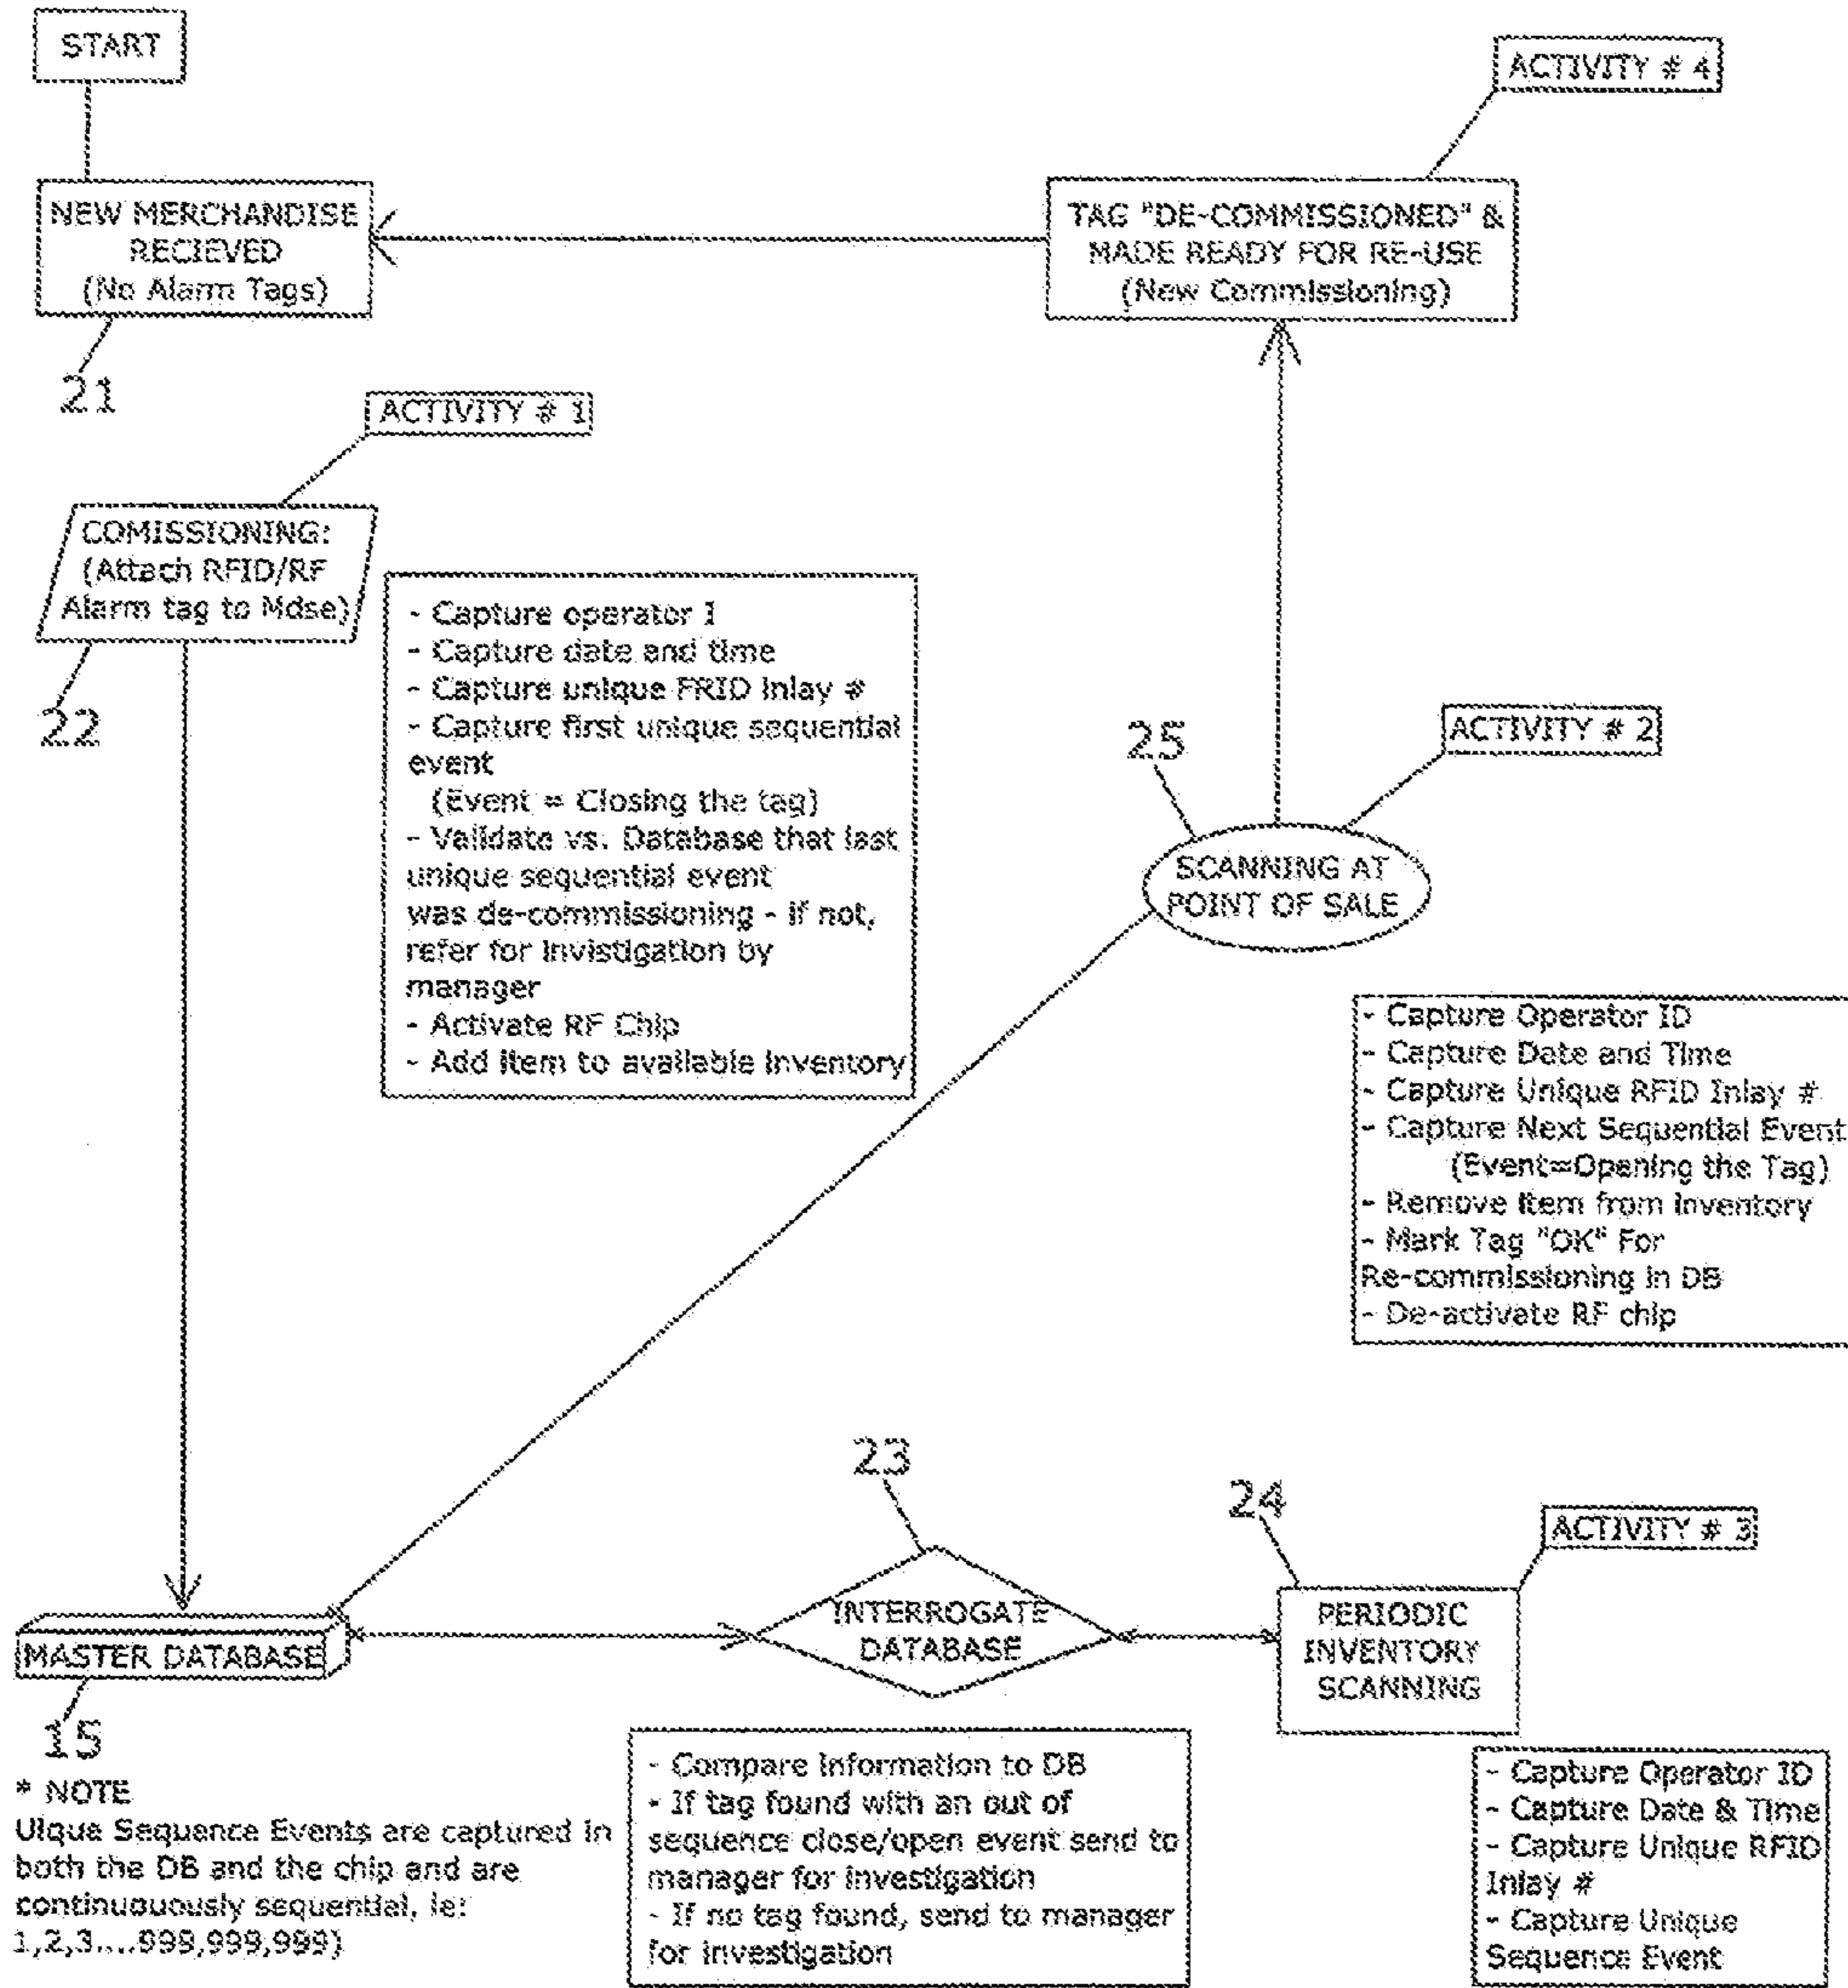 START
ACTIVITY # 4
NEW MERCHANDISE
RECIEVED
(No Alarm Tags)
TAG "DE-COMMISSIONED" &
MADE READY FOR RE-USE
(New Commissioning)
21
ACTIVITY # 1
COMISSIONING:
(Attach RFID/RF
Alarm tag to Mdse)
22
- Capture operator I
- Capture date and time
- Capture unique FRID inlay #
- Capture first unique sequential
event
(Event = Closing the tag)
- Validate vs. Database that last
unique sequential event
was de-commissioning - if not,
refer for invistigation by
manager
- Activate RF Chip
- Add item to available inventory
25
ACTIVITY # 2
SCANNING AT
POINT OF SALE
- Capture Operator ID
- Capture Date and Time
- Capture Unique RFID Inlay #
- Capture Next Sequential Event
(Event=Opening the Tag)
- Remove Item from Inventory
- Mark Tag "OK" For
Re-commissioning in DB
- De-activate RF chip
23
24
ACTIVITY # 3
MASTER DATABASE
INTERROGATE
DATABASE
PERIODIC
INVENTORY
SCANNING
15
* NOTE
Uique Sequence Events are captured in
both the DB and the chip and are
continuouously sequential, ie:
1,2,3....999,999,999)
- Compare information to DB
- If tag found with an out of
sequence close/open event send to
manager for investigation
- If no tag found, send to manager
for investigation
- Capture Operator ID
- Capture Date & Time
- Capture Unique RFID
Inlay #
- Capture Unique
Sequence Event